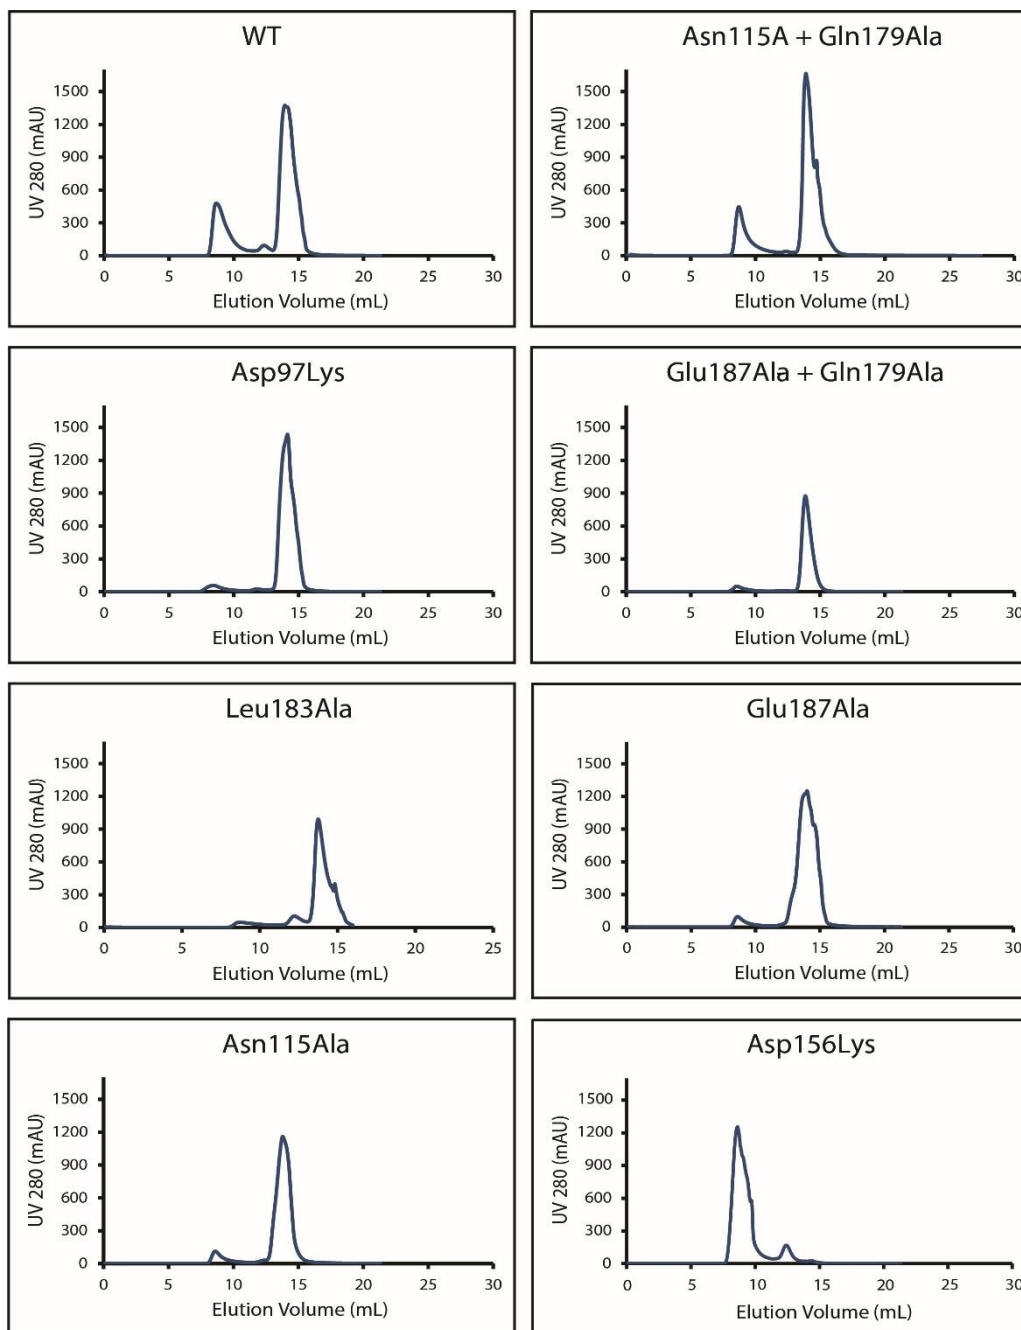 WT
UV 280 (mAU)
1500
1200
900
600
300
0
0 5 10 15 20 25 30
Elution Volume (mL)
Asn115A + Gln179Ala
UV 280 (mAU)
1500
1200
900
600
300
0
0 5 10 15 20 25 30
Elution Volume (mL)
Asp97Lys
UV 280 (mAU)
1500
1200
900
600
300
0
0 5 10 15 20 25 30
Elution Volume (mL)
Glu187Ala + Gln179Ala
UV 280 (mAU)
1500
1200
900
600
300
0
0 5 10 15 20 25 30
Elution Volume (mL)
Leu183Ala
UV 280 (mAU)
1500
1200
900
600
300
0
0 5 10 15 20 25
Elution Volume (mL)
Glu187Ala
UV 280 (mAU)
1500
1200
900
600
300
0
0 5 10 15 20 25 30
Elution Volume (mL)
Asn115Ala
UV 280 (mAU)
1500
1200
900
600
300
0
0 5 10 15 20 25 30
Elution Volume (mL)
Asp156Lys
UV 280 (mAU)
1500
1200
900
600
300
0
0 5 10 15 20 25 30
Elution Volume (mL)